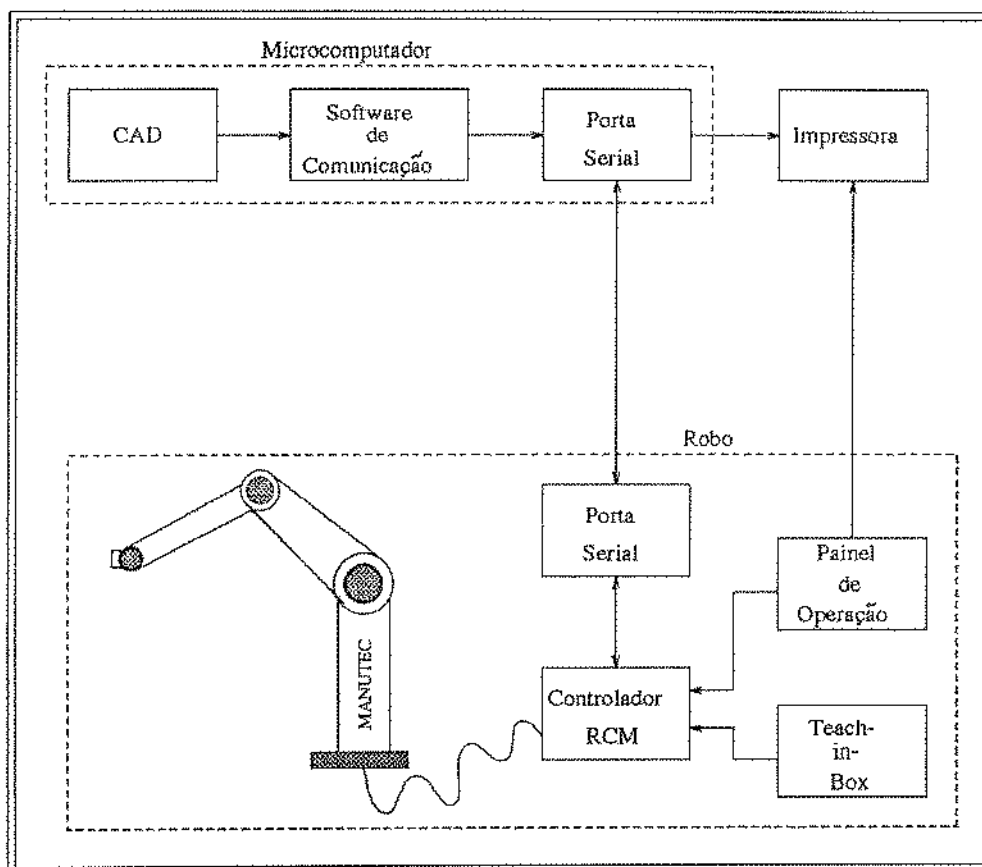 Microcomputador
CAD
Software
de
Comunicação
Porta
Serial
Impressora
Robo
Porta
Serial
Painel
de
Operação
MANUTEC
Controlador
RCM
Teach-
in-
Box